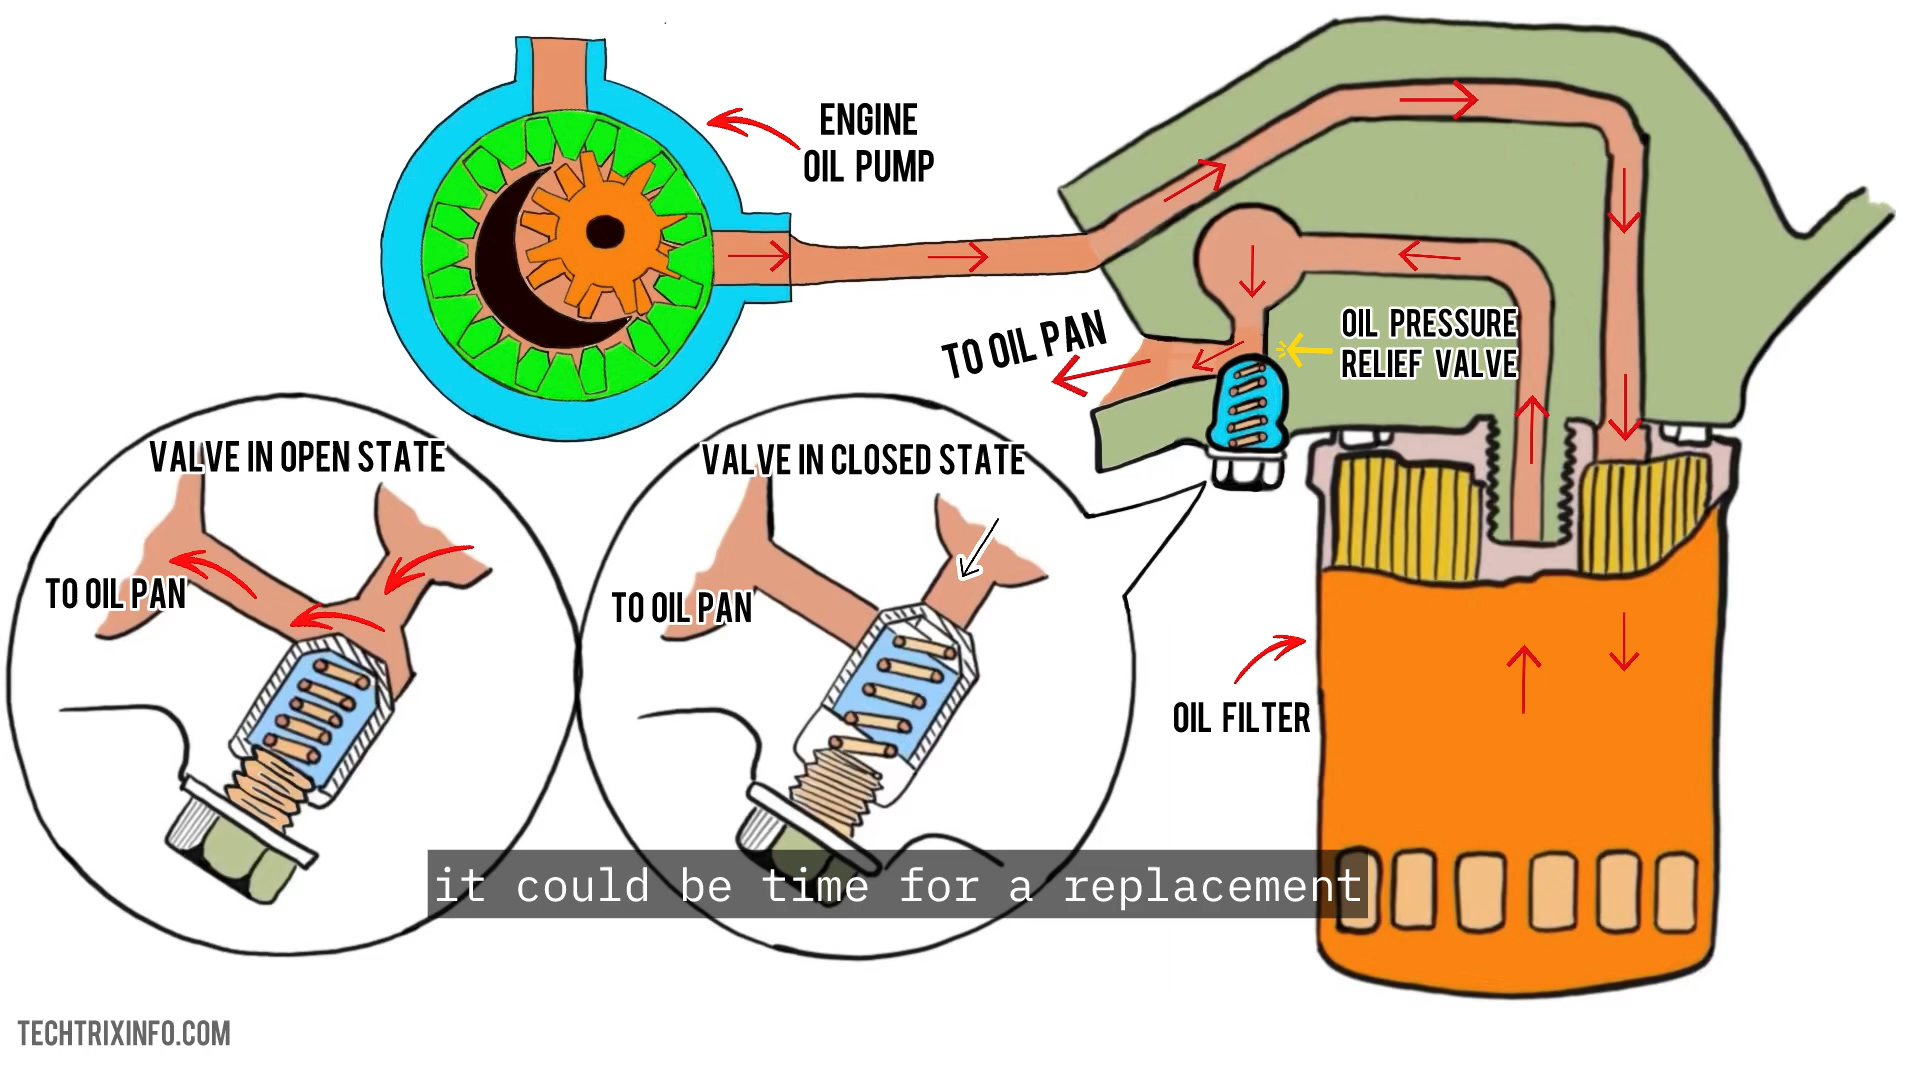 ENGINE
OIL PUMP
TO OIL PAN
OIL PRESSURE
RELIEF VALVE
VALVE IN OPEN STATE
VALVE IN CLOSED STATE
TO OIL PAN
TO OIL PAN
OIL FILTER
it could be time for a replacement
TECHTRIXINFO.COM